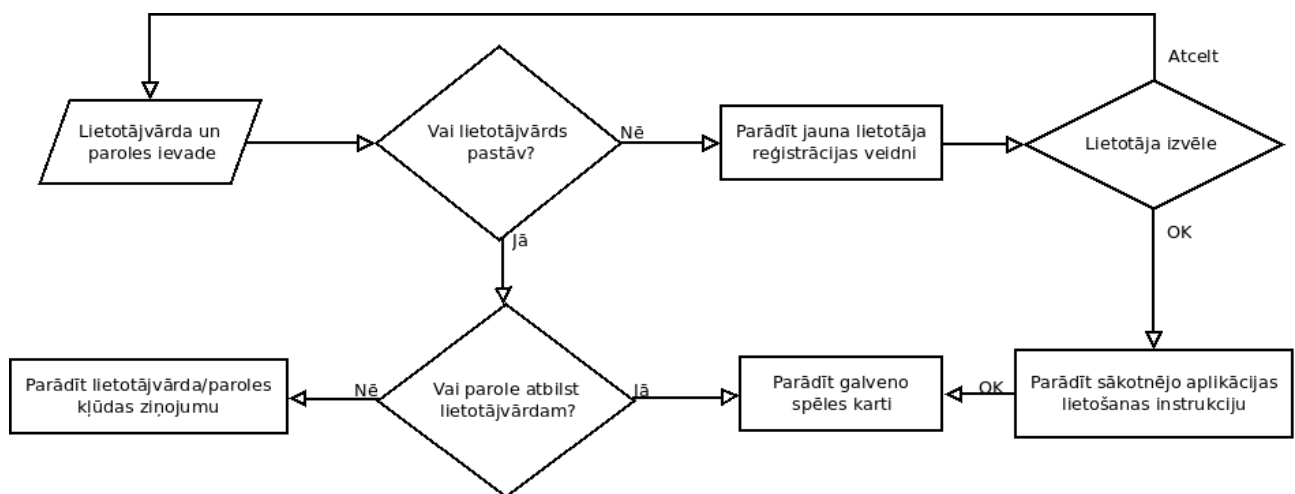 Atcelt
Lietotājvārda un
paroles ievade
Vai lietotājvārds
pastāv?
Nē
Parādīt jauna lietotāja
reģistrācijas veidni
Lietotāja izvēle
Jā
OK
Parādīt lietotājvārda/paroles
kļūdas ziņojumu
Nē
Vai parole atbilst
lietotājvārdam?
Jā
Parādīt galveno
spēles karti
OK
Parādīt sākotnējo aplikācijas
lietošanas instrukciju